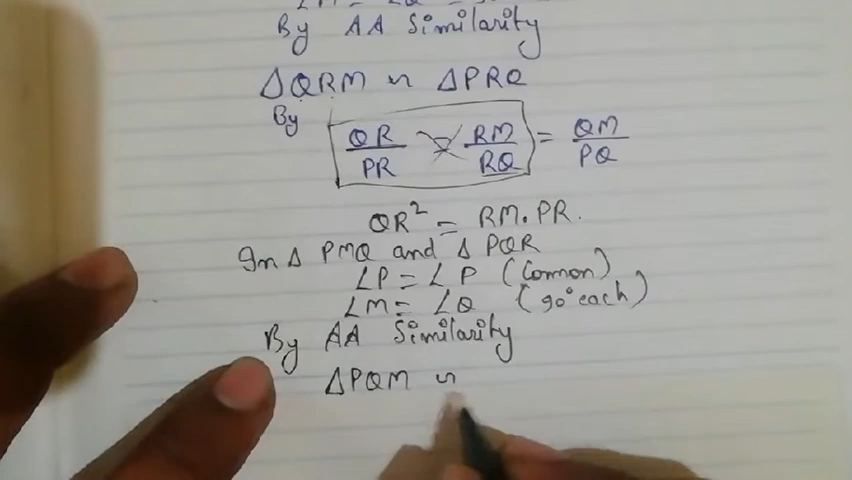 By AA Similarity
ΔQRM ~ ΔPRQ
By QR/PR = RM/RQ = QM/PQ
QR² = RM.PR.
In Δ PMQ and Δ PQR
∠P = ∠P (Common)
∠M = ∠Q (90° each)
By AA Similarity
ΔPQM ~